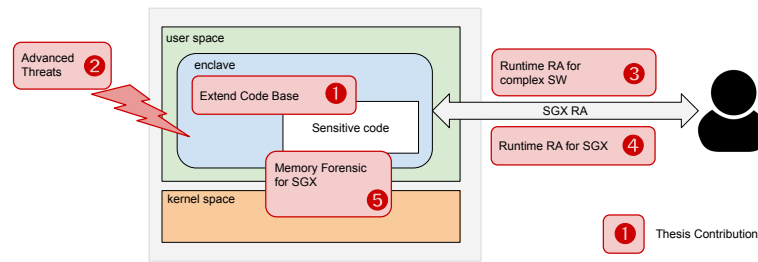 user space
enclave
Advanced
Threats
2
Extend Code Base
1
Sensitive code
Runtime RA for
complex SW
3
SGX RA
Runtime RA for SGX
4
Memory Forensic
for SGX
5
kernel space
1
Thesis Contribution